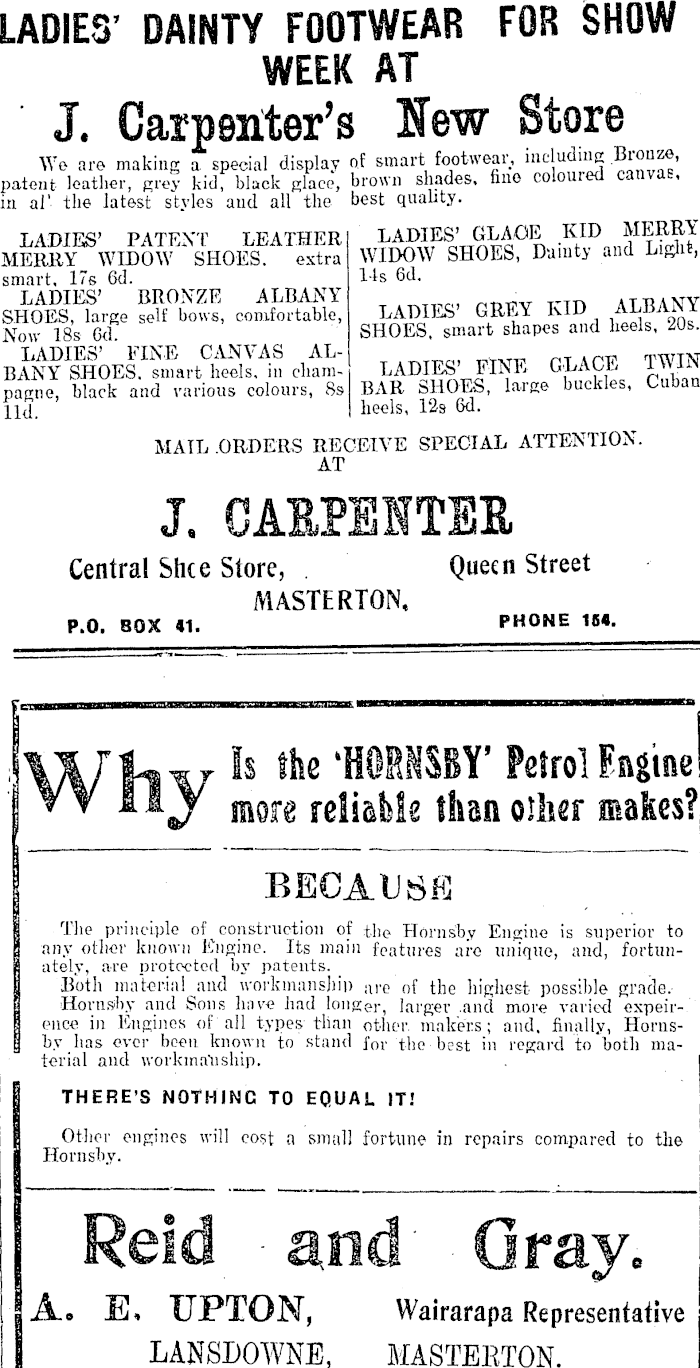 LADIES' DAINTY FOOTWEAR FOR SHOW
WEEK AT
J. Carpenter's New Store
We are making a special display of smart footwear, including Bronze,
patent leather, grey kid, black glace, brown shades, fine coloured canvas,
in al' the latest styles and all the best quality.
LADIES' PATENT LEATHER
MERRY WIDOW SHOES, extra
smart, 17s 6d.
LADIES' BRONZE ALBANY
SHOES, large self bows, comfortable,
Now 18s 6d.
LADIES' FINE CANVAS AL-
BANY SHOES, smart heels, in cham-
pagne, black and various colours, 8s
11d.
LADIES' GLACE KID MERRY
WIDOW SHOES, Dainty and Light,
14s 6d.
LADIES' GREY KID ALBANY
SHOES, smart shapes and heels, 20s.
LADIES' FINE GLACE TWIN
BAR SHOES, large buckles, Cuban
heels, 12s 6d.
MAIL ORDERS RECEIVE SPECIAL ATTENTION.
AT
J. CARPENTER
Central Shoe Store, Queen Street
MASTERTON.
P.O. BOX 41. PHONE 154.
Why Is the 'HORNSBY' Petrol Engine
more reliable than other makes?
BECAUSE
The principle of construction of the Hornsby Engine is superior to
any other known Engine. Its main features are unique, and, fortun-
ately, are protected by patents.
Both material and workmanship are of the highest possible grade.
Hornsby and Sons have had longer, larger and more varied expeir-
ence in Engines of all types than other makers; and, finally, Horns-
by has ever been known to stand for the best in regard to both ma-
terial and workmanship.
THERE'S NOTHING TO EQUAL IT!
Other engines will cost a small fortune in repairs compared to the
Hornsby.
Reid and Gray.
A. E. UPTON, Wairarapa Representative
LANSDOWNE, MASTERTON.